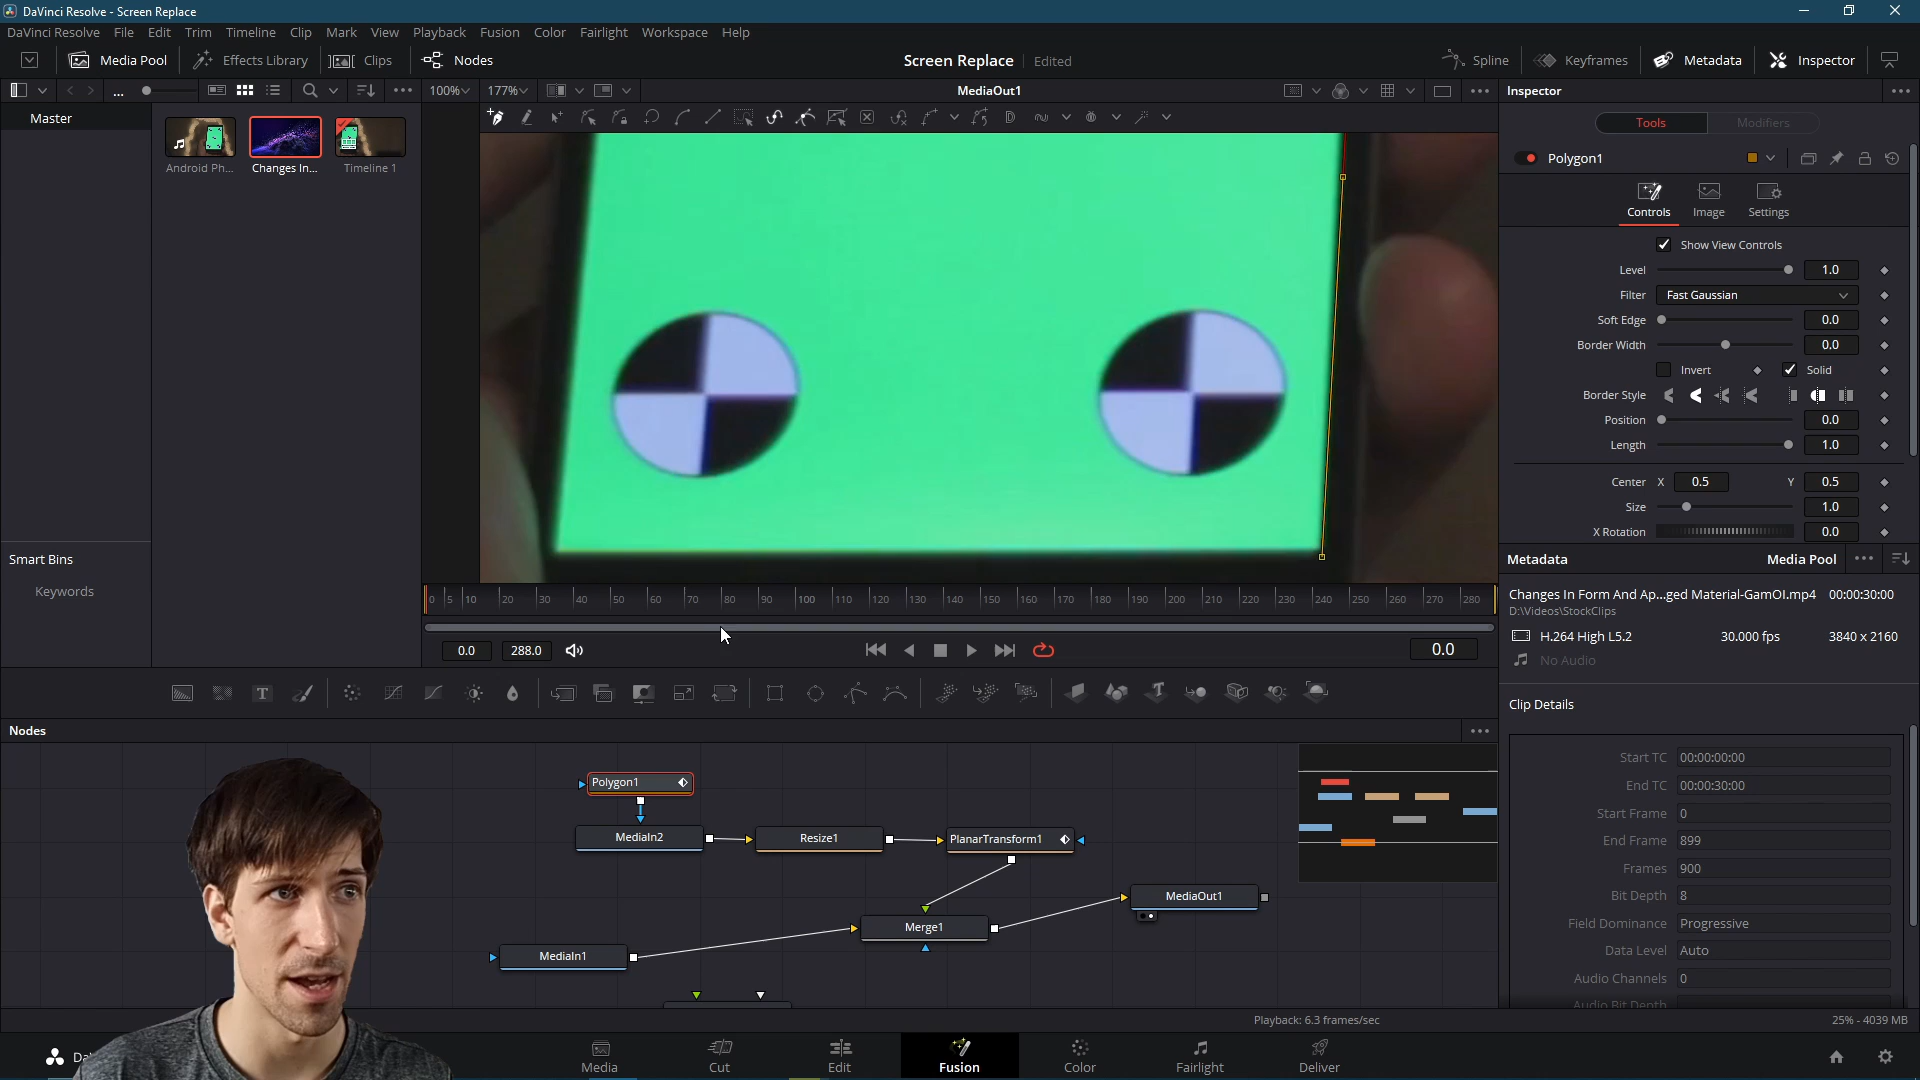 DaVinci Resolve - Screen Replace
DaVinci Resolve File Edit Trim Timeline Clip Mark View Playback Fusion Color Fairlight Workspace Help
Media Pool Effects Library Clips Nodes Screen Replace Edited Spline Keyframes Metadata Inspector
... 100% 177% MediaOut1 Inspector
Master
Tools Modifiers
Android Ph... Changes In... Timeline 1
Polygon1
Controls Image Settings
Show View Controls
Level 1.0
Filter Fast Gaussian
Soft Edge 0.0
Border Width 0.0
Invert Solid
Border Style
Position 0.0
Length 1.0
Center X 0.5 Y 0.5
Size 1.0
X Rotation 0.0
Smart Bins
Keywords
0 5 10 20 30 40 50 60 70 80 90 100 110 120 130 140 150 160 170 180 190 200 210 220 230 240 250 260 270 280
0.0 288.0 0.0
Metadata Media Pool
Changes In Form And Ap...ged Material-GamOI.mp4 00:00:30:00
D:\Videos\StockClips
H.264 High L5.2 30.000 fps 3840 x 2160
No Audio
Clip Details
Start TC 00:00:00:00
End TC 00:00:30:00
Start Frame 0
End Frame 899
Frames 900
Bit Depth 8
Field Dominance Progressive
Data Level Auto
Audio Channels 0
Audio Bit Depth
Nodes
Polygon1
MediaIn2 Resize1 PlanarTransform1
MediaOut1
Merge1
MediaIn1
Playback: 6.3 frames/sec 25% - 4039 MB
Media Cut Edit Fusion Color Fairlight Deliver